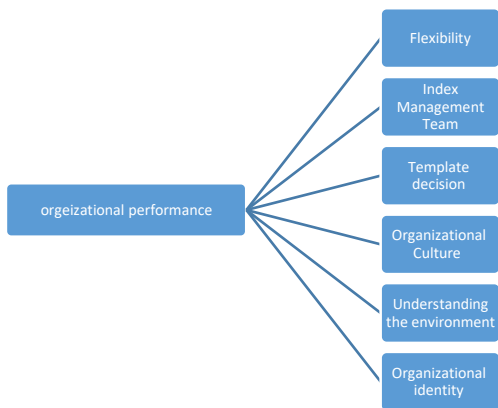 Flexibility
Index
Management
Team
Template
decision
orgeizational performance
Organizational
Culture
Understanding
the environment
Organizational
identity